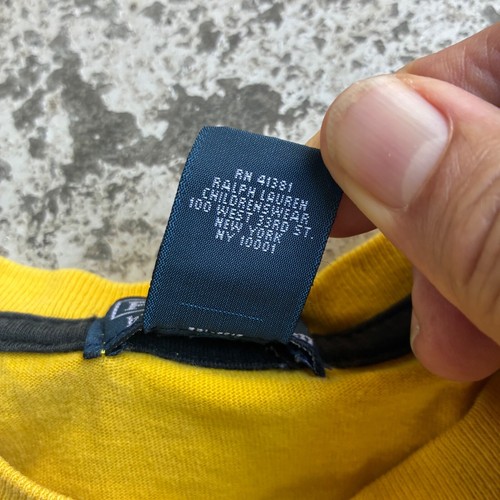 RN 41381
RALPH LAUREN
CHILDRENSWEAR
100 WEST 33RD ST.
NEW YORK
NY 10001